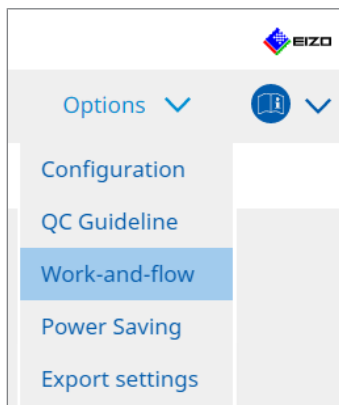 EIZO
Options
Configuration
QC Guideline
Work-and-flow
Power Saving
Export settings